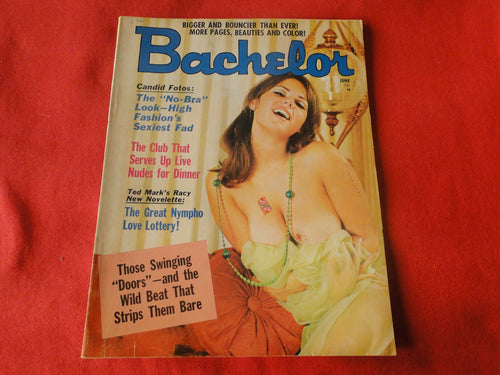 BIGGER AND BOUNCIER THAN EVER!
MORE PAGES, BEAUTIES AND COLOR!
Bachelor
JUNE
Candid Fotos:
The "No-Bra"
Look—High
Fashion's
Sexiest Fad
The Club That
Serves Up Live
Nudes for Dinner
Ted Mark's Racy
New Novelette:
The Great Nympho
Love Lottery!
Those Swinging
"Doors"—and the
Wild Beat That
Strips Them Bare